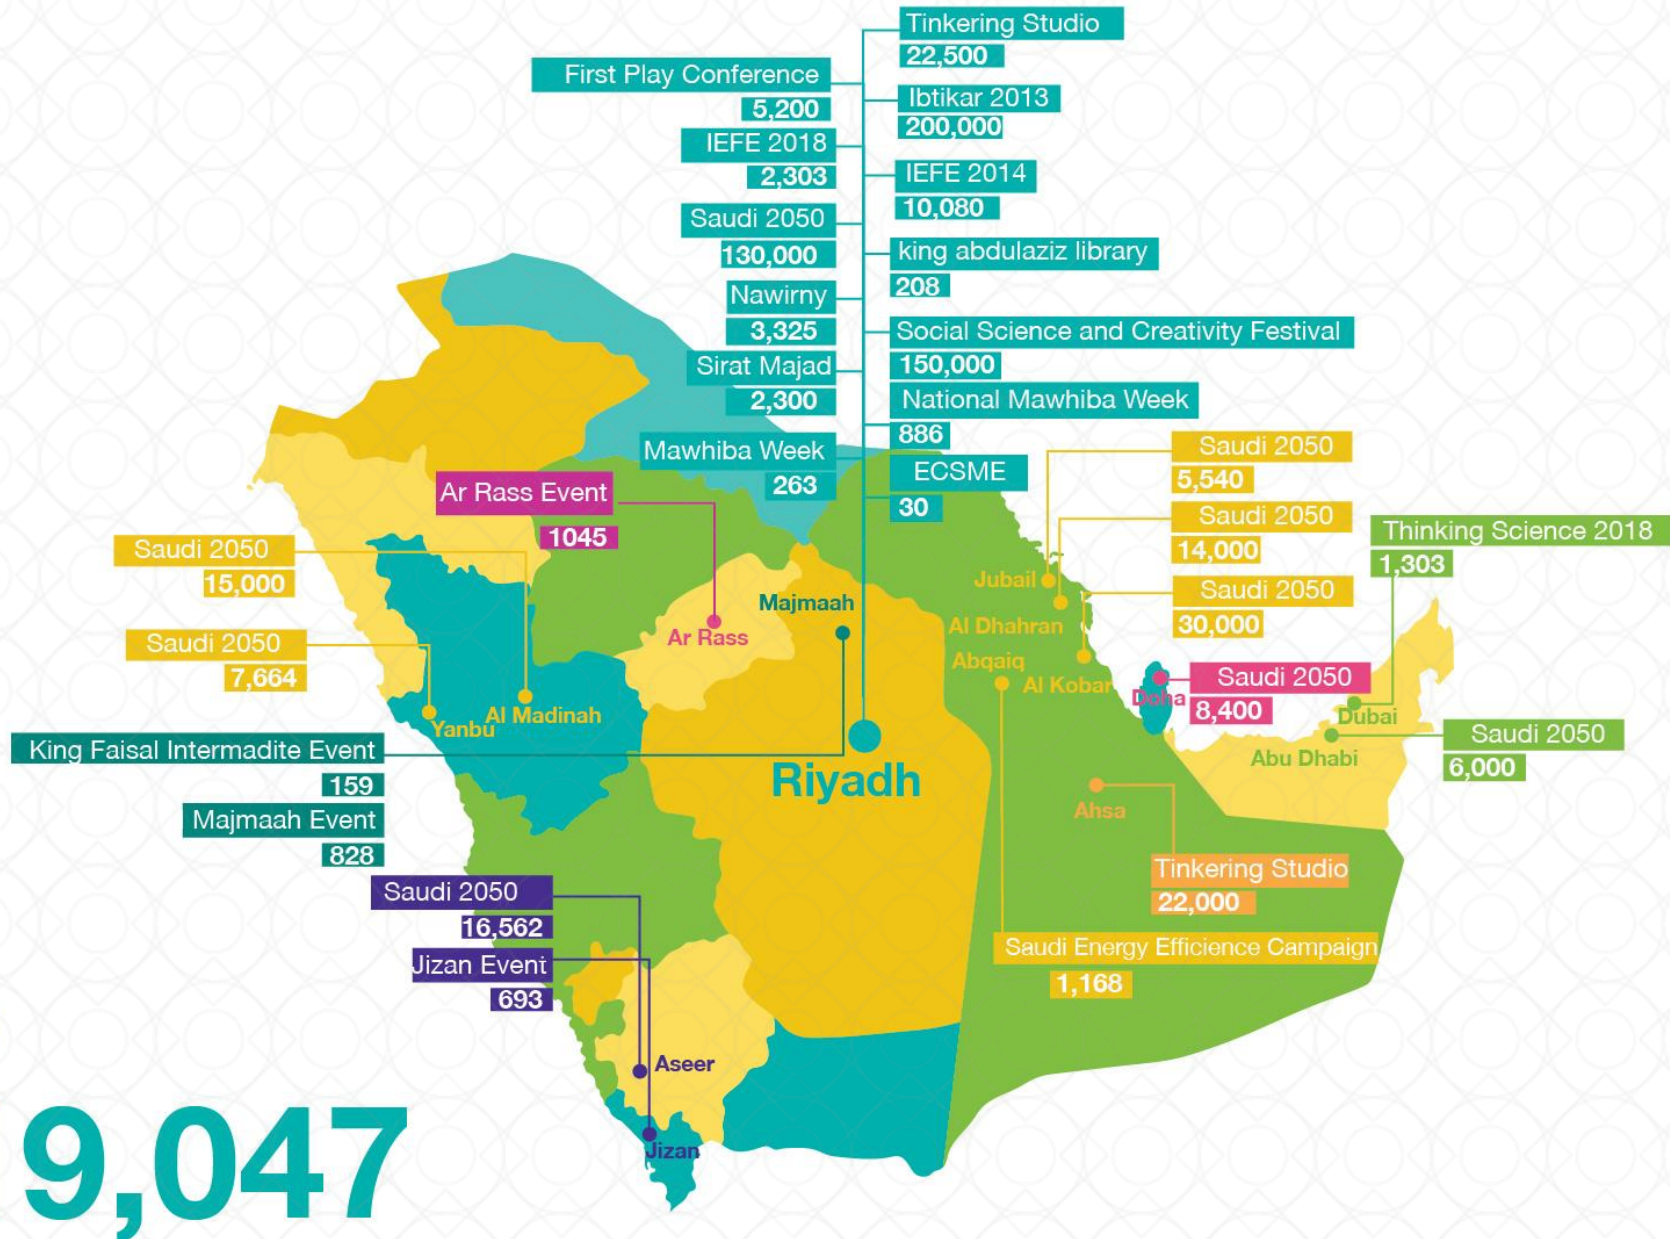 Tinkering Studio
22,500
First Play Conference
5,200
Ibtikar 2013
200,000
IEFE 2018
2,303
IEFE 2014
10,080
Saudi 2050
130,000
king abdulaziz library
208
Nawirny
3,325
Social Science and Creativity Festival
150,000
Sirat Majad
2,300
National Mawhiba Week
886
Mawhiba Week
263
ECSME
30
Saudi 2050
5,540
Ar Rass Event
1045
Saudi 2050
14,000
Thinking Science 2018
1,303
Saudi 2050
15,000
Saudi 2050
30,000
Jubail
Majmaah
Ar Rass
Al Dhahran
Saudi 2050
7,664
Abqaiq
Al Kobar
Doha
Saudi 2050
8,400
Yanbu
Al Madinah
Dubai
Saudi 2050
6,000
Abu Dhabi
King Faisal Intermadite Event
159
Riyadh
Majmaah Event
828
Ahsa
Tinkering Studio
22,000
Saudi 2050
16,562
Saudi Energy Efficience Campaign
1,168
Jizan Event
693
Aseer
Jizan
9,047